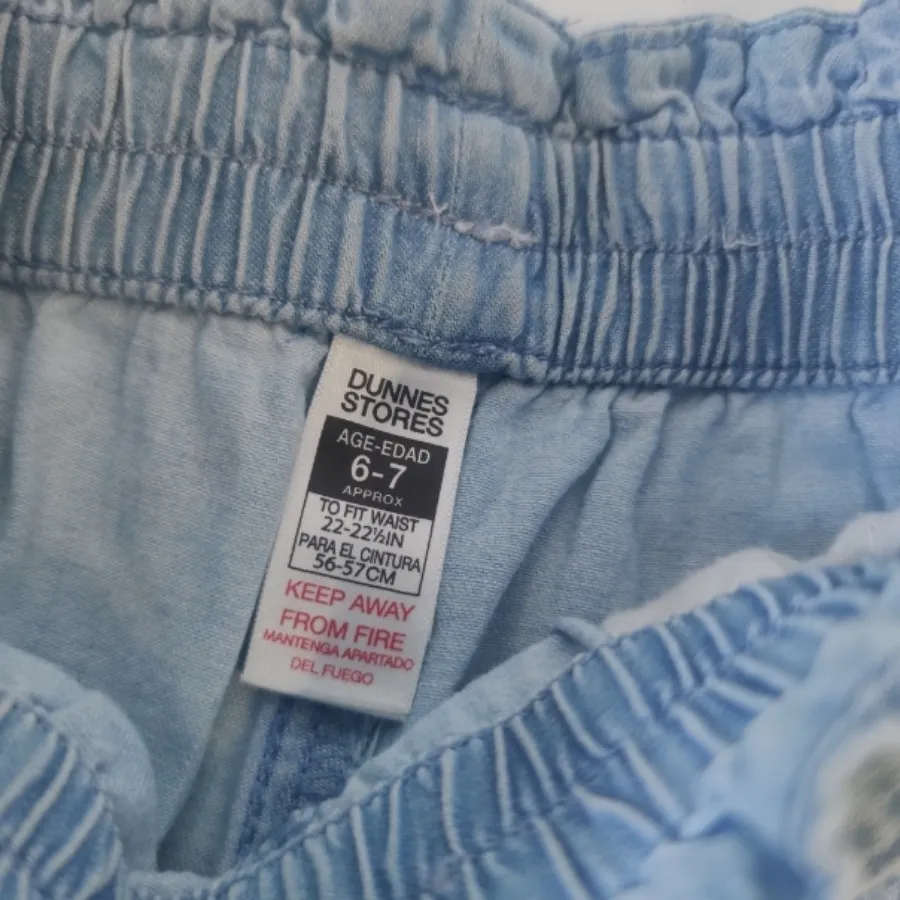 DUNNES
STORES
AGE-EDAD
6-7
APPROX
TO FIT WAIST
22-22½IN
PARA EL CINTURA
56-57CM
KEEP AWAY
FROM FIRE
MANTENGA APARTADO
DEL FUEGO